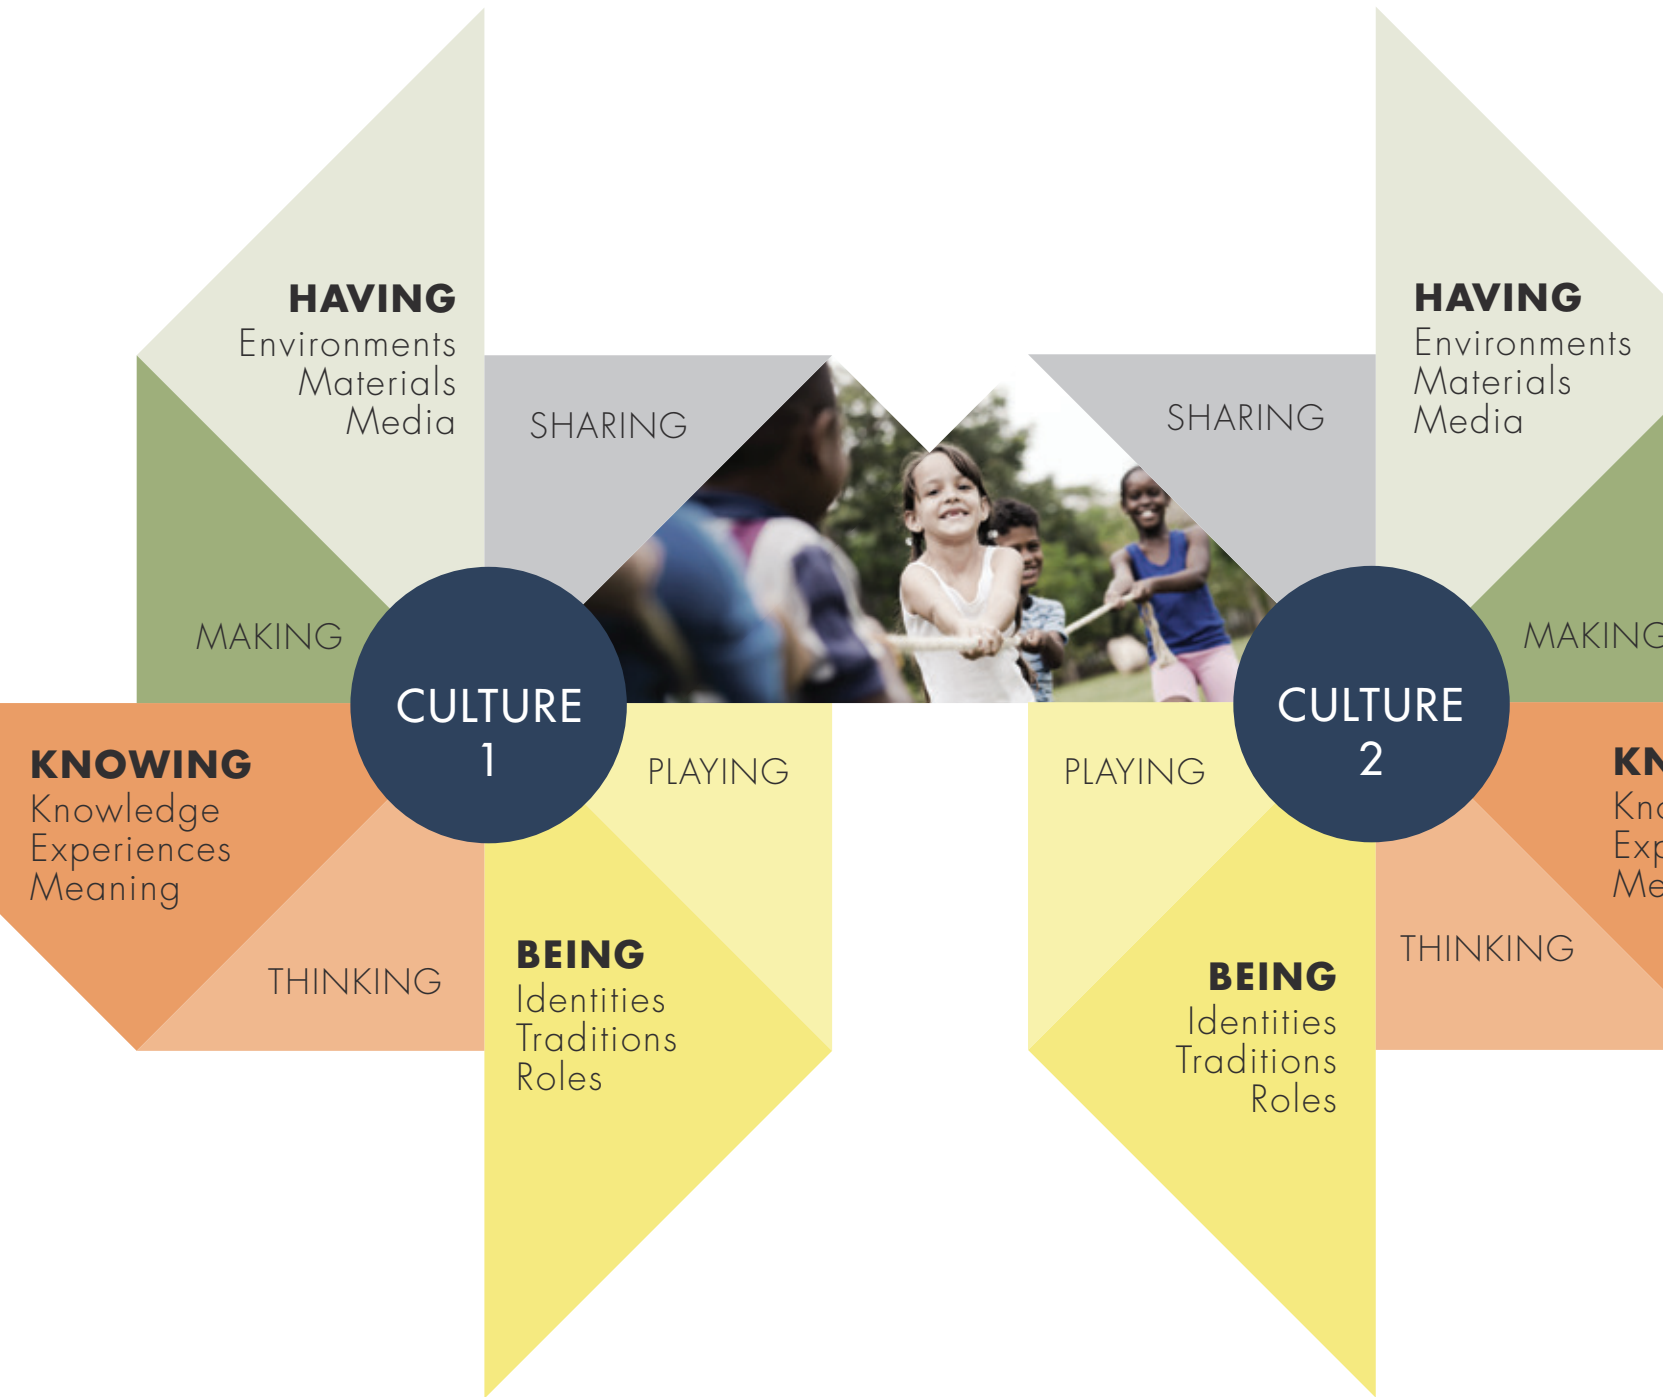 HAVING
Environments
Materials
Media
SHARING
MAKING
CULTURE
1
KNOWING
Knowledge
Experiences
Meaning
THINKING
PLAYING
BEING
Identities
Traditions
Roles
HAVING
Environments
Materials
Media
SHARING
MAKING
CULTURE
2
PLAYING
BEING
Identities
Traditions
Roles
THINKING